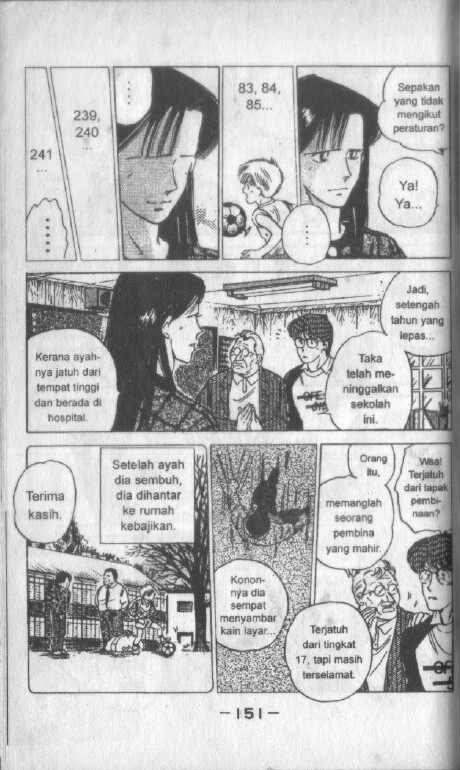 Sepakan
yang tidak
mengikut
peraturan?
Ya!
Ya...
...
83, 84,
85...
...
239,
240
...
241
...
.....
Jadi,
setengah
tahun yang
lepas...
Taka
telah me-
ninggalkan
sekolah
ini.
Kerana ayah-
nya jatuh dari
tempat tinggi
dan berada di
hospital.
Waa!
Terjatuh
dari tapak
pembi-
naan?
Orang
itu,
memanglah
seorang
pembina
yang mahir.
Terjatuh
dari tingkat
17, tapi masih
terselamat.
Konon-
nya dia
sempat
menyambar
kain layar...
Setelah ayah
dia sembuh,
dia dihantar
ke rumah
kebajikan.
Terima
kasih.
-151-